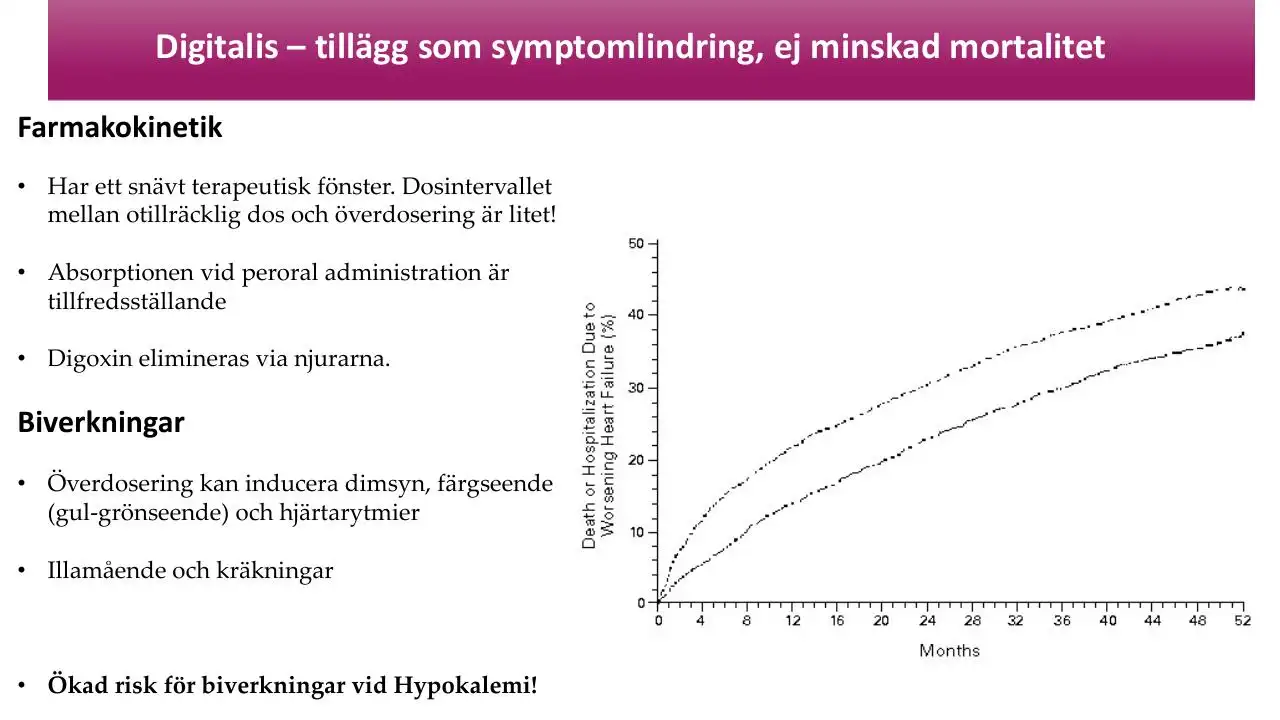 Digitalis – tillägg som symptomlindring, ej minskad mortalitet
Farmakokinetik
• Har ett snävt terapeutisk fönster. Dosintervallet
mellan otillräcklig dos och överdosering är litet!
• Absorptionen vid peroral administration är
tillfredsställande
• Digoxin elimineras via njurarna.
Biverkningar
• Överdosering kan inducera dimsyn, färgseende
(gul-grönseende) och hjärtarytmier
• Illamående och kräkningar
• Ökad risk för biverkningar vid Hypokalemi!
Death or Hospitalization Due to
Worsening Heart Failure (%)
50
40
30
20
10
0
0 4 8 12 16 20 24 28 32 36 40 44 48 52
Months